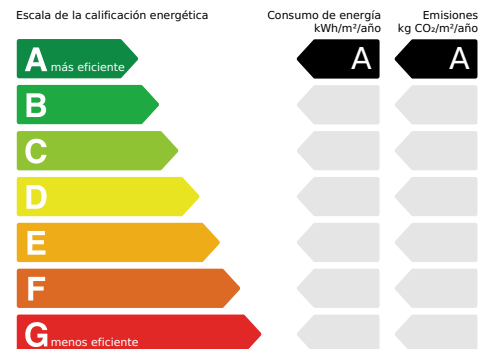 Escala de la calificación energética
Consumo de energía
kWh/m²/año
Emisiones
kg CO₂/m²/año
A más eficiente
A
A
B
C
D
E
F
G menos eficiente